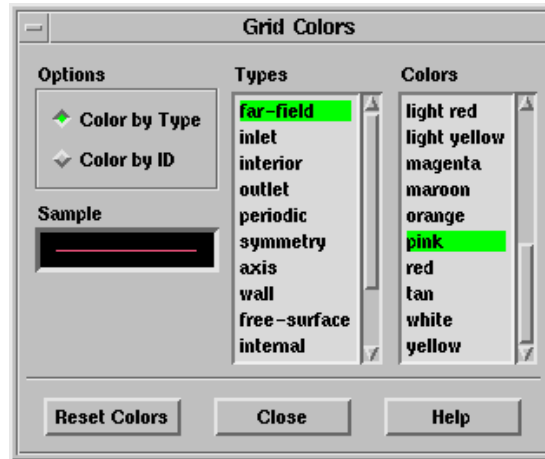 Grid Colors
Options
Color by Type
Color by ID
Sample
Types
far-field
inlet
interior
outlet
periodic
symmetry
axis
wall
free-surface
internal
Colors
light red
light yellow
magenta
maroon
orange
pink
red
tan
white
yellow
Reset Colors
Close
Help